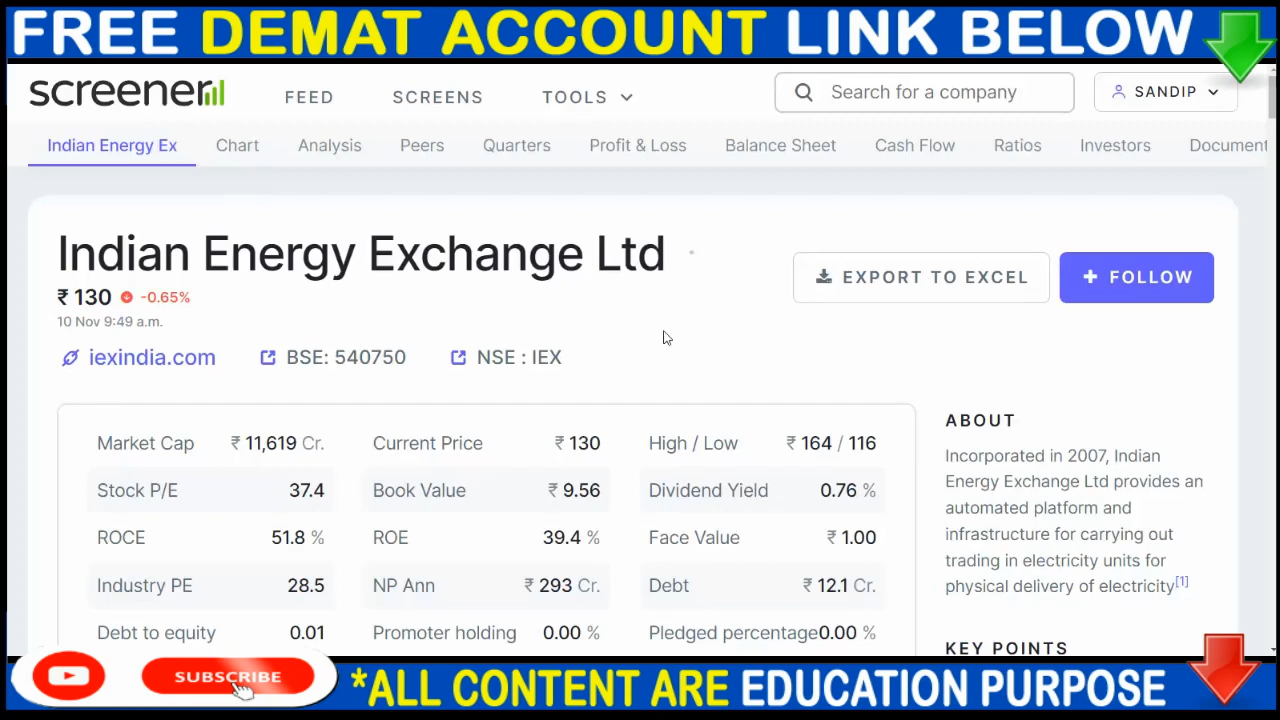 FREE DEMAT ACCOUNT LINK BELOW
screener FEED SCREENS TOOLS Search for a company SANDIP
Indian Energy Ex Chart Analysis Peers Quarters Profit & Loss Balance Sheet Cash Flow Ratios Investors Document
Indian Energy Exchange Ltd
EXPORT TO EXCEL + FOLLOW
₹ 130 -0.65%
10 Nov 9:49 a.m.
iexindia.com BSE: 540750 NSE : IEX
Market Cap ₹ 11,619 Cr. Current Price ₹ 130 High / Low ₹ 164 / 116
Stock P/E 37.4 Book Value ₹ 9.56 Dividend Yield 0.76 %
ROCE 51.8 % ROE 39.4 % Face Value ₹ 1.00
Industry PE 28.5 NP Ann ₹ 293 Cr. Debt ₹ 12.1 Cr.
Debt to equity 0.01 Promoter holding 0.00 % Pledged percentage 0.00 %
ABOUT
Incorporated in 2007, Indian
Energy Exchange Ltd provides an
automated platform and
infrastructure for carrying out
trading in electricity units for
physical delivery of electricity[1]
KEY POINTS
SUBSCRIBE
*ALL CONTENT ARE EDUCATION PURPOSE